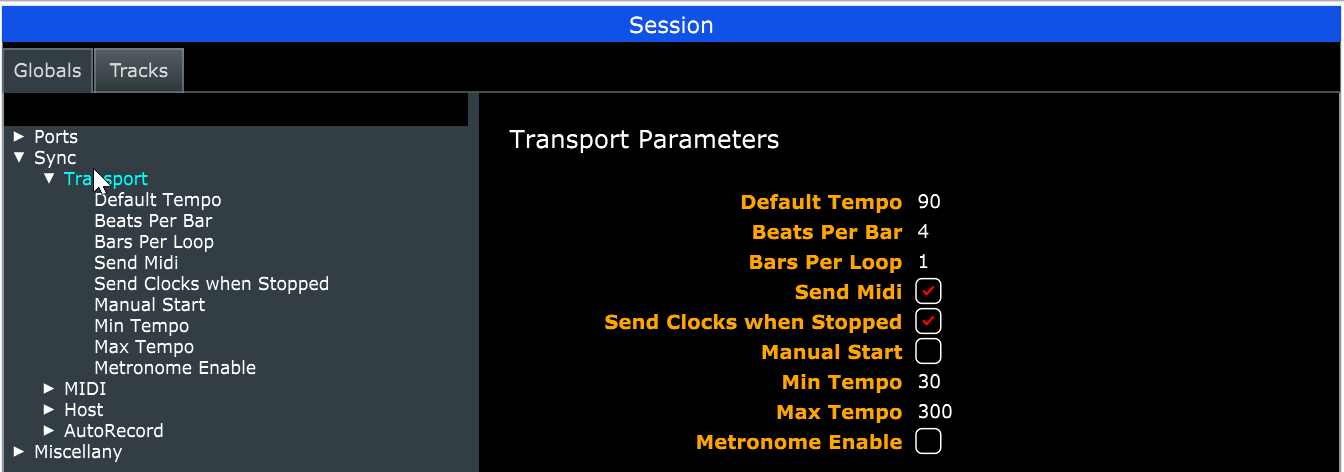 Session
Globals Tracks
Ports
Sync
Transport
Default Tempo
Beats Per Bar
Bars Per Loop
Send Midi
Send Clocks when Stopped
Manual Start
Min Tempo
Max Tempo
Metronome Enable
MIDI
Host
AutoRecord
Miscellany
Transport Parameters
Default Tempo 90
Beats Per Bar 4
Bars Per Loop 1
Send Midi
Send Clocks when Stopped
Manual Start
Min Tempo 30
Max Tempo 300
Metronome Enable